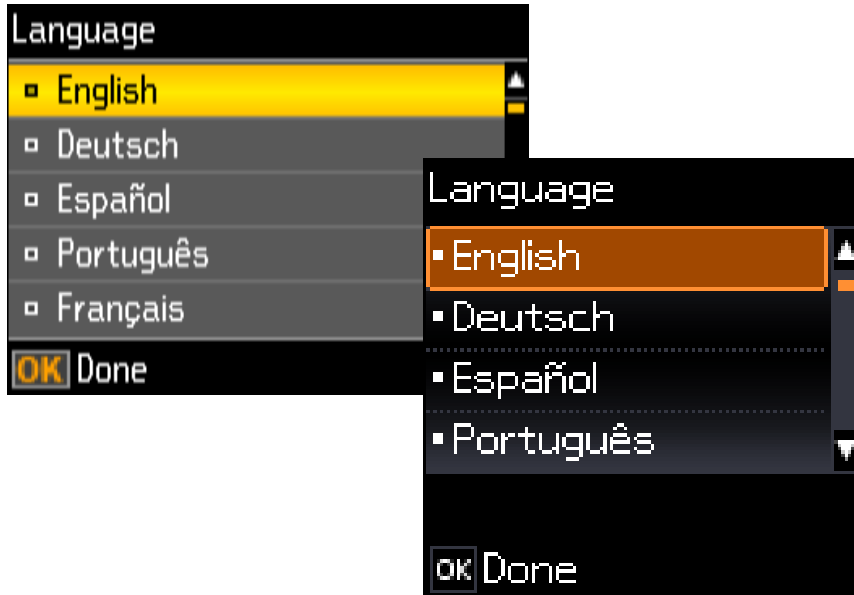 Language
English
Deutsch
Español
Português
Français
OK Done
Language
English
Deutsch
Español
Português
OK Done